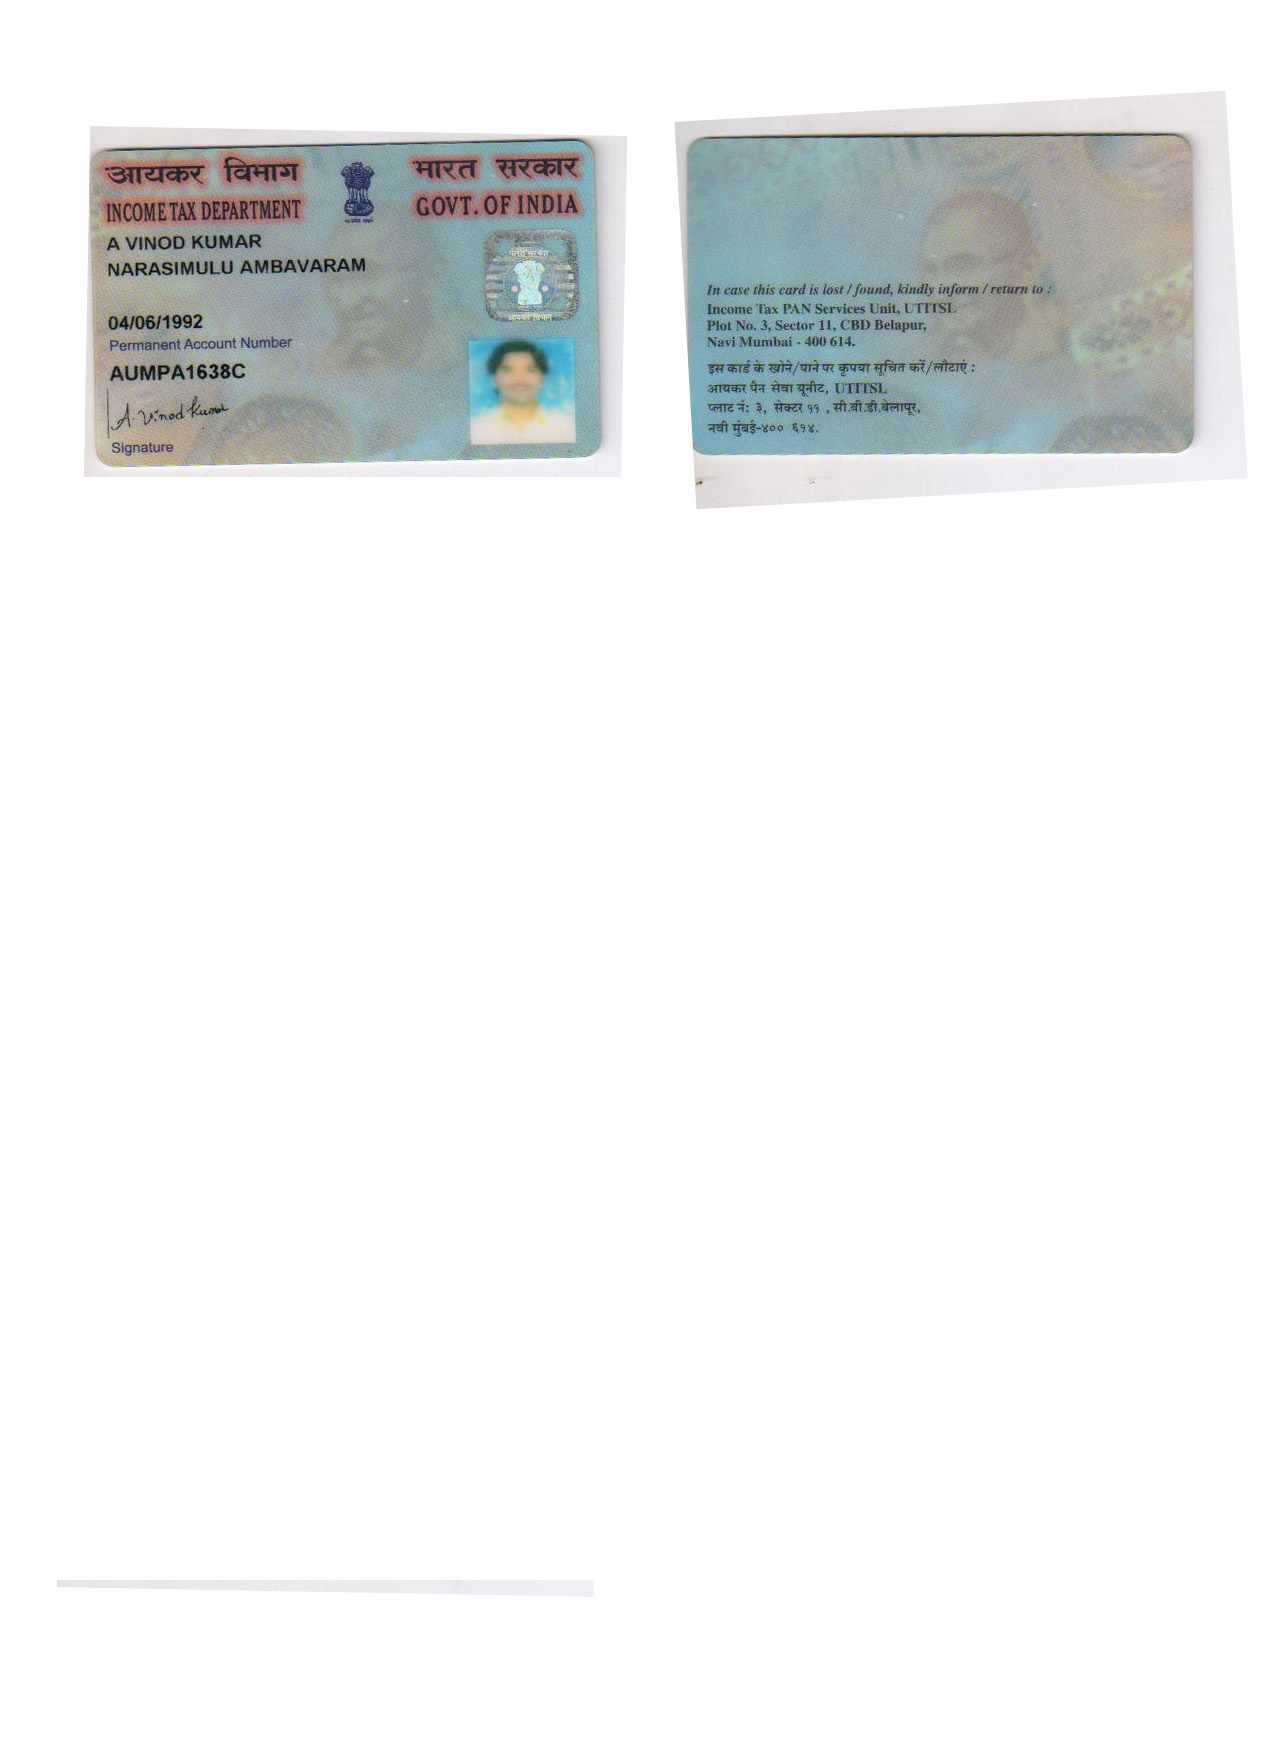 आयकर विभाग
भारत सरकार
INCOME TAX DEPARTMENT
GOVT. OF INDIA
A VINOD KUMAR
NARASIMULU AMBAVARAM
04/06/1992
Permanent Account Number
AUMPA1638C
A. Vinod Kumar
Signature
In case this card is lost / found, kindly inform / return to :
Income Tax PAN Services Unit, UTITSL
Plot No. 3, Sector 11, CBD Belapur,
Navi Mumbai - 400 614.
इस कार्ड के खोने/पाने पर कृपया सूचित करें/लौटाएं :
आयकर पैन सेवा यूनीट, UTITSL
प्लाट नं: ३, सेक्टर ११ , सी.बी.डी.बेलापूर,
नवी मुंबई-४०० ६१४.